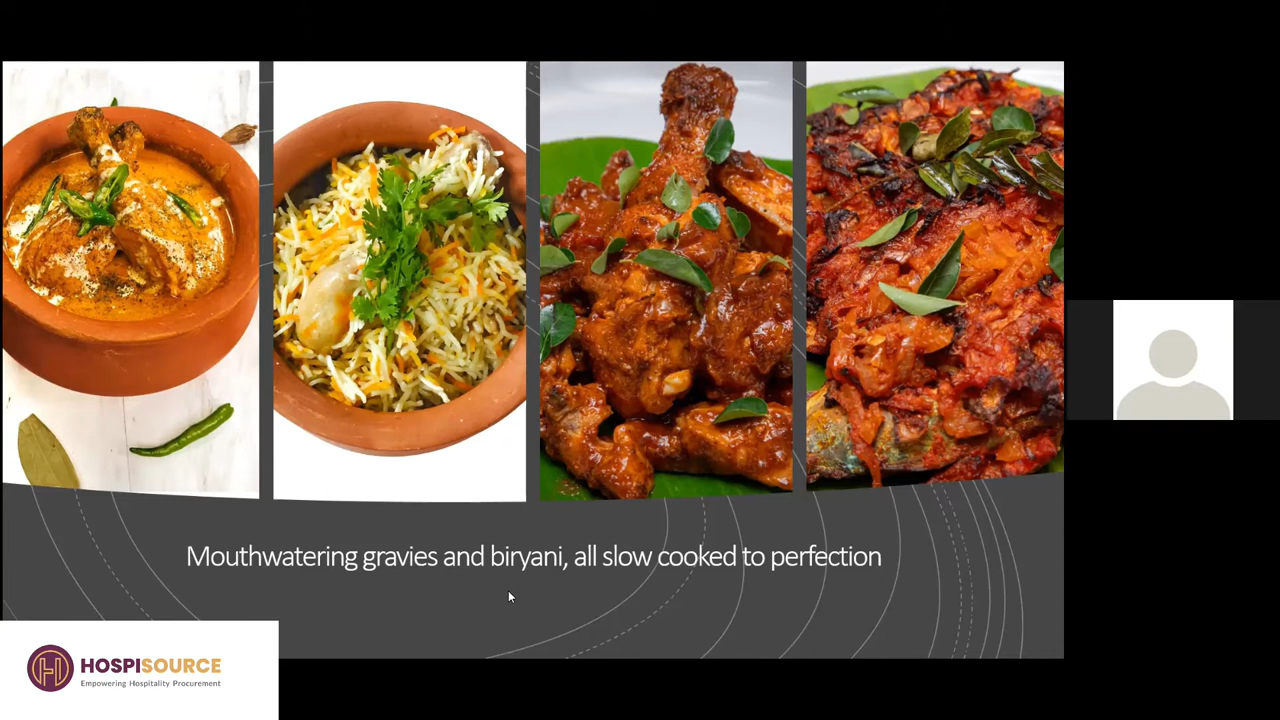 Mouthwatering gravies and biryani, all slow cooked to perfection
HOSPISOURCE
Empowering Hospitality Procurement